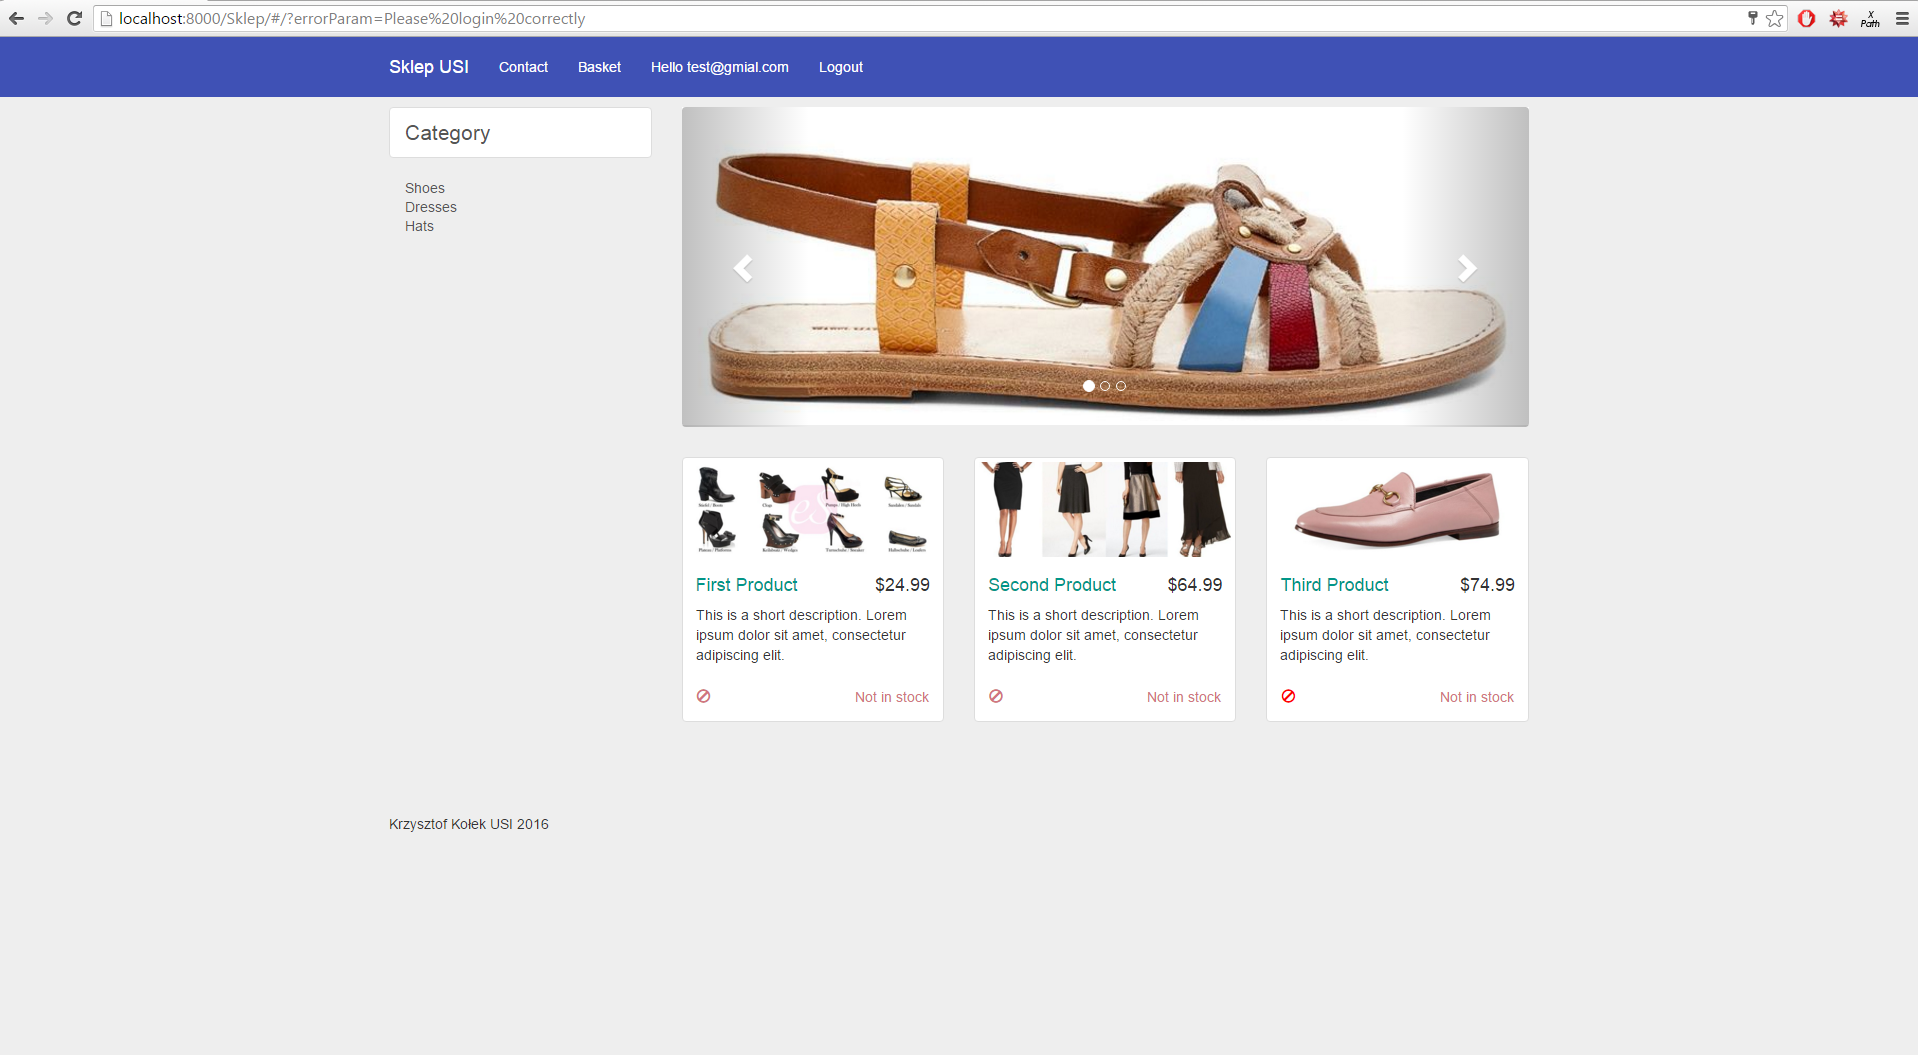 localhost:8000/Sklep/#/?errorParam=Please%20login%20correctly
X
Path
Sklep USI Contact Basket Hello test@gmial.com Logout
Category
Shoes
Dresses
Hats
First Product $24.99
This is a short description. Lorem
ipsum dolor sit amet, consectetur
adipiscing elit.
Not in stock
Second Product $64.99
This is a short description. Lorem
ipsum dolor sit amet, consectetur
adipiscing elit.
Not in stock
Third Product $74.99
This is a short description. Lorem
ipsum dolor sit amet, consectetur
adipiscing elit.
Not in stock
Krzysztof Kołek USI 2016